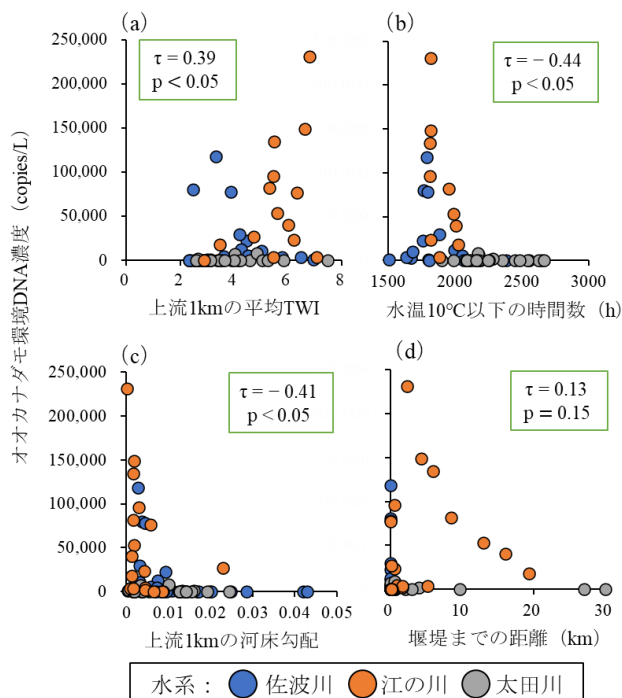 (a)
(b)
オオカナダモ環境DNA濃度 (copies/L)
250,000
200,000
150,000
100,000
50,000
0
τ = 0.39
p < 0.05
τ = − 0.44
p < 0.05
0 2 4 6 8
1500 2000 2500 3000
上流1kmの平均TWI
水温10℃以下の時間数 (h)
(c)
(d)
250,000
200,000
150,000
100,000
50,000
0
τ = − 0.41
p < 0.05
τ = 0.13
p = 0.15
0 0.01 0.02 0.03 0.04 0.05
0 10 20 30
上流1kmの河床勾配
堰堤までの距離 (km)
水系： 佐波川 江の川 太田川